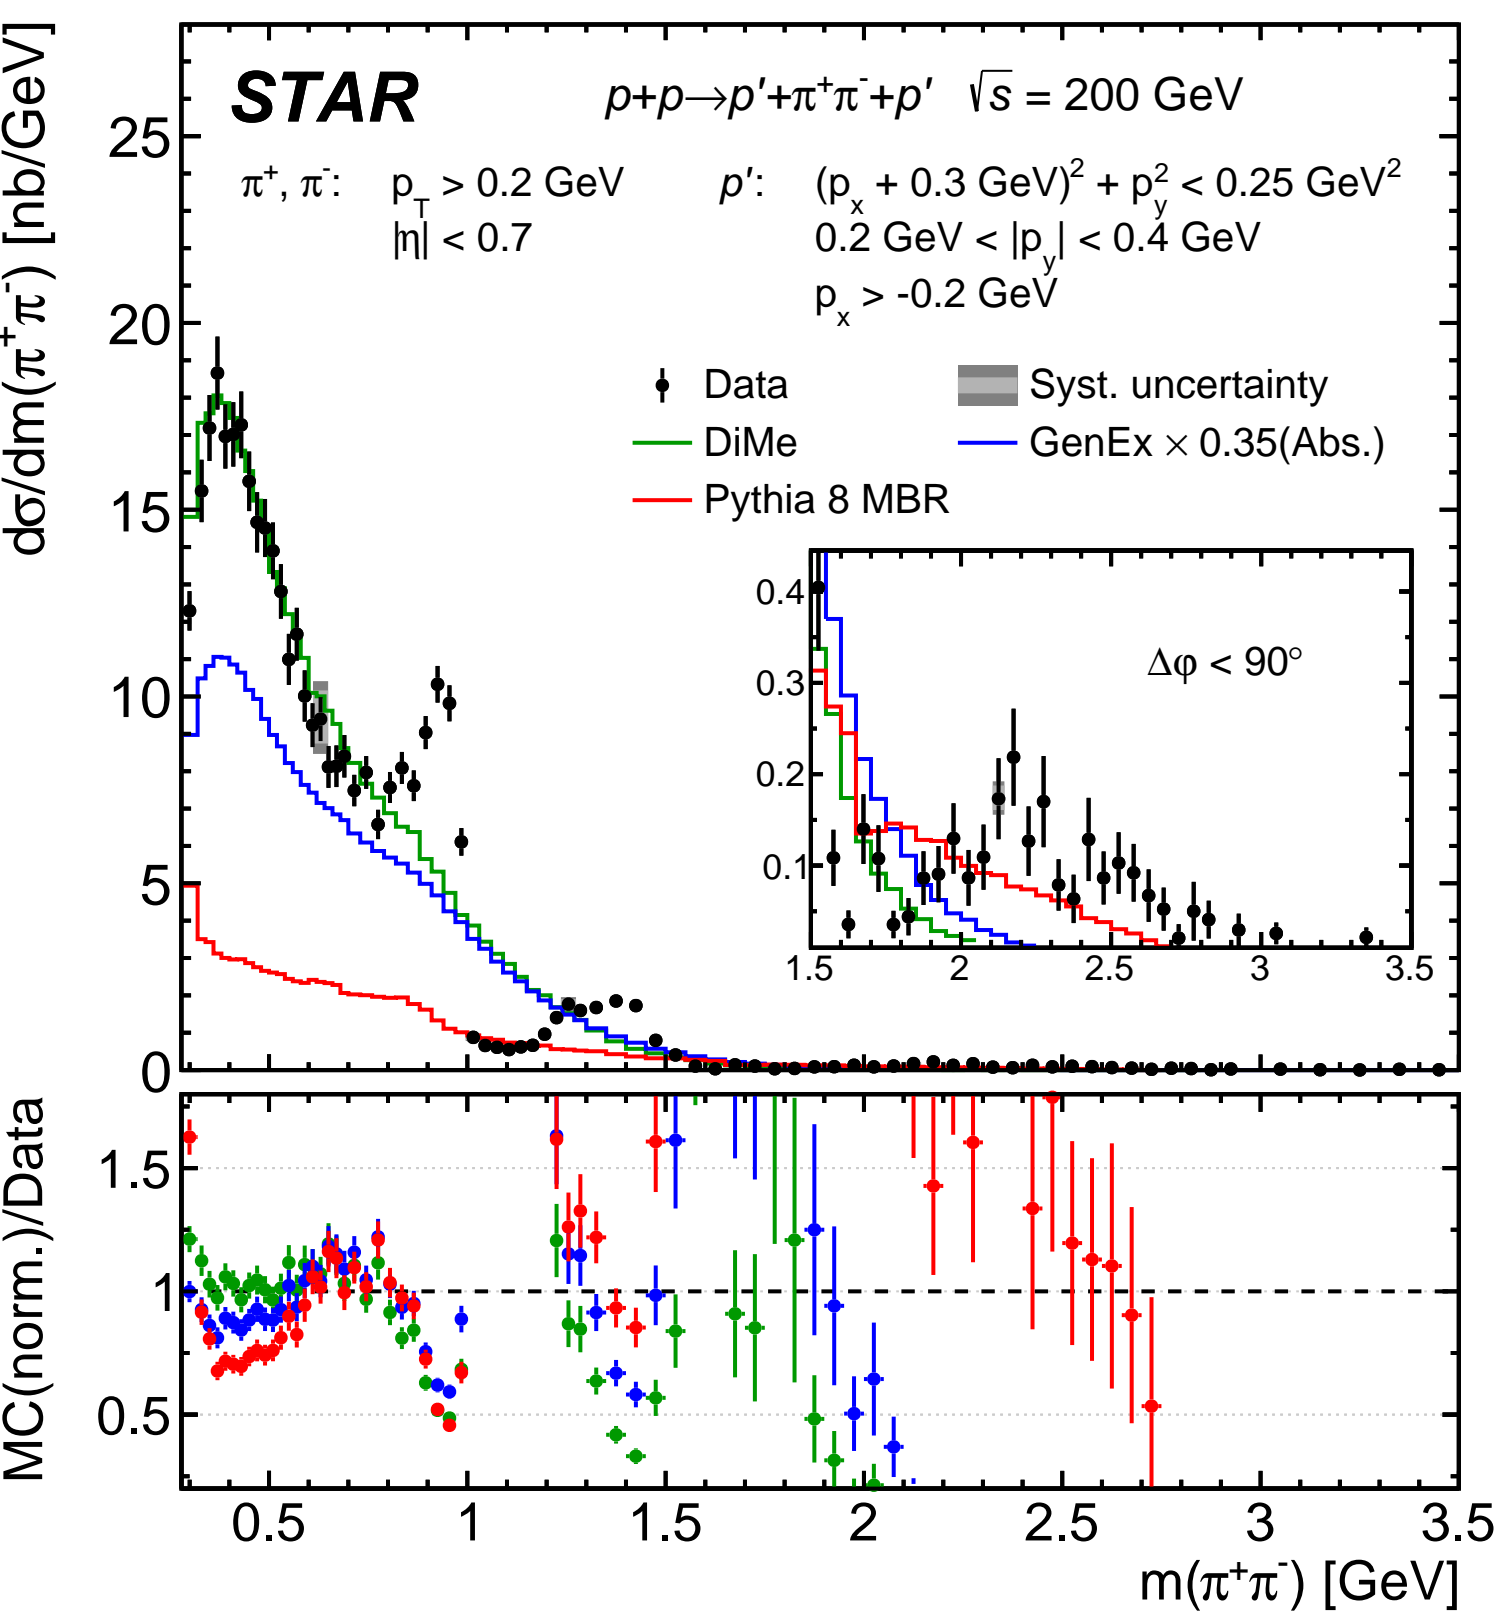 STAR
p+p→p′+π⁺π⁻+p′ √s = 200 GeV
π⁺, π⁻: p_T > 0.2 GeV
|η| < 0.7
p′: (p_x + 0.3 GeV)² + p_y² < 0.25 GeV²
0.2 GeV < |p_y| < 0.4 GeV
p_x > -0.2 GeV
Data
Syst. uncertainty
DiMe
GenEx × 0.35(Abs.)
Pythia 8 MBR
dσ/dm(π⁺π⁻) [nb/GeV]
25
20
15
10
5
0
Δφ < 90°
0.4
0.3
0.2
0.1
1.5 2 2.5 3 3.5
MC(norm.)/Data
1.5
1
0.5
0.5 1 1.5 2 2.5 3 3.5
m(π⁺π⁻) [GeV]